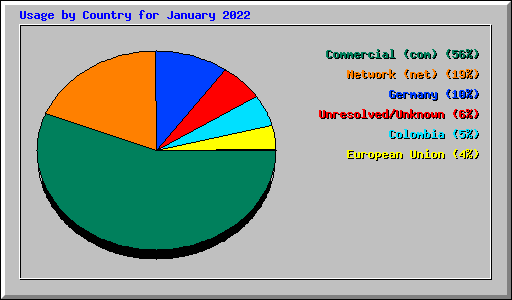 Usage by Country for January 2022
Commercial (com) (56%)
Network (net) (19%)
Germany (10%)
Unresolved/Unknown (6%)
Colombia (5%)
European Union (4%)